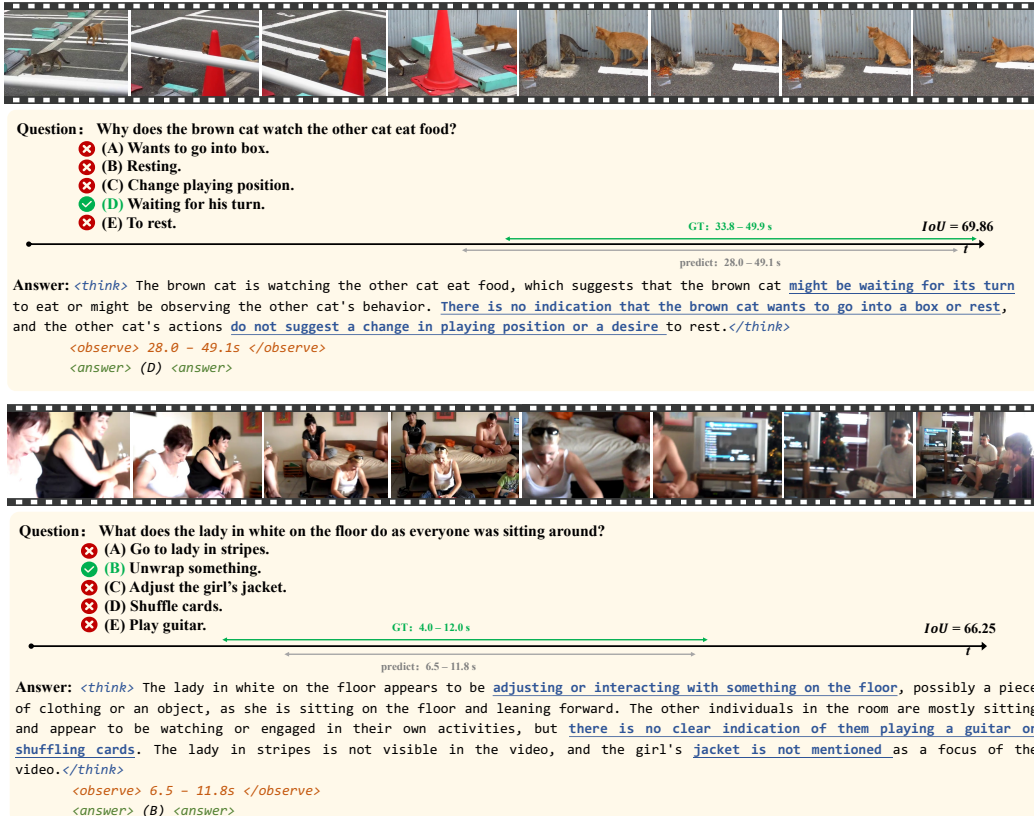 Question： Why does the brown cat watch the other cat eat food?
(A) Wants to go into box.
(B) Resting.
(C) Change playing position.
(D) Waiting for his turn.
(E) To rest.
GT: 33.8 – 49.9 s
IoU = 69.86
t
predict: 28.0 – 49.1 s
Answer: <think> The brown cat is watching the other cat eat food, which suggests that the brown cat might be waiting for its turn
to eat or might be observing the other cat's behavior. There is no indication that the brown cat wants to go into a box or rest,
and the other cat's actions do not suggest a change in playing position or a desire to rest.</think>
<observe> 28.0 – 49.1s </observe>
<answer> (D) <answer>
Question： What does the lady in white on the floor do as everyone was sitting around?
(A) Go to lady in stripes.
(B) Unwrap something.
(C) Adjust the girl's jacket.
(D) Shuffle cards.
(E) Play guitar.
GT: 4.0 – 12.0 s
IoU = 66.25
t
predict: 6.5 – 11.8 s
Answer: <think> The lady in white on the floor appears to be adjusting or interacting with something on the floor, possibly a piece
of clothing or an object, as she is sitting on the floor and leaning forward. The other individuals in the room are mostly sitting
and appear to be watching or engaged in their own activities, but there is no clear indication of them playing a guitar or
shuffling cards. The lady in stripes is not visible in the video, and the girl's jacket is not mentioned as a focus of the
video.</think>
<observe> 6.5 – 11.8s </observe>
<answer> (B) <answer>